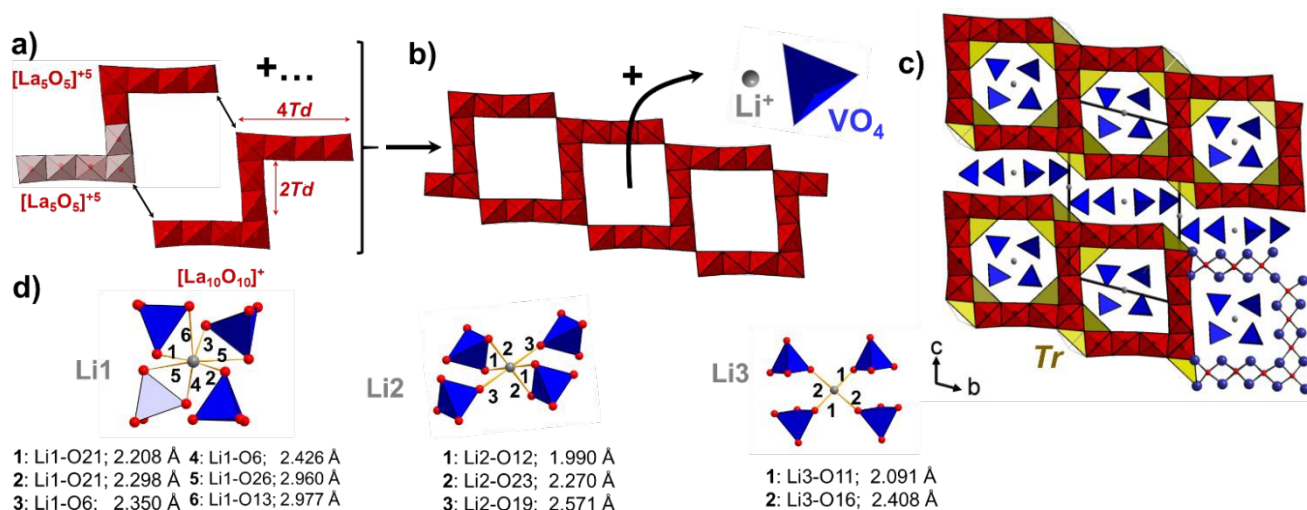 a)
[La5O5]+5
+...
4Td
2Td
[La5O5]+5
[La10O10]+
b)
+
Li+
VO4
c)
Tr
c
b
d)
Li1
6
3
1
5
5
2
4
1: Li1-O21; 2.208 Å 4: Li1-O6; 2.426 Å
2: Li1-O21; 2.298 Å 5: Li1-O26; 2.960 Å
3: Li1-O6; 2.350 Å 6: Li1-O13; 2.977 Å
Li2
2
3
1
1
3
2
1: Li2-O12; 1.990 Å
2: Li2-O23; 2.270 Å
3: Li2-O19; 2.571 Å
Li3
1
2
2
1
1: Li3-O11; 2.091 Å
2: Li3-O16; 2.408 Å